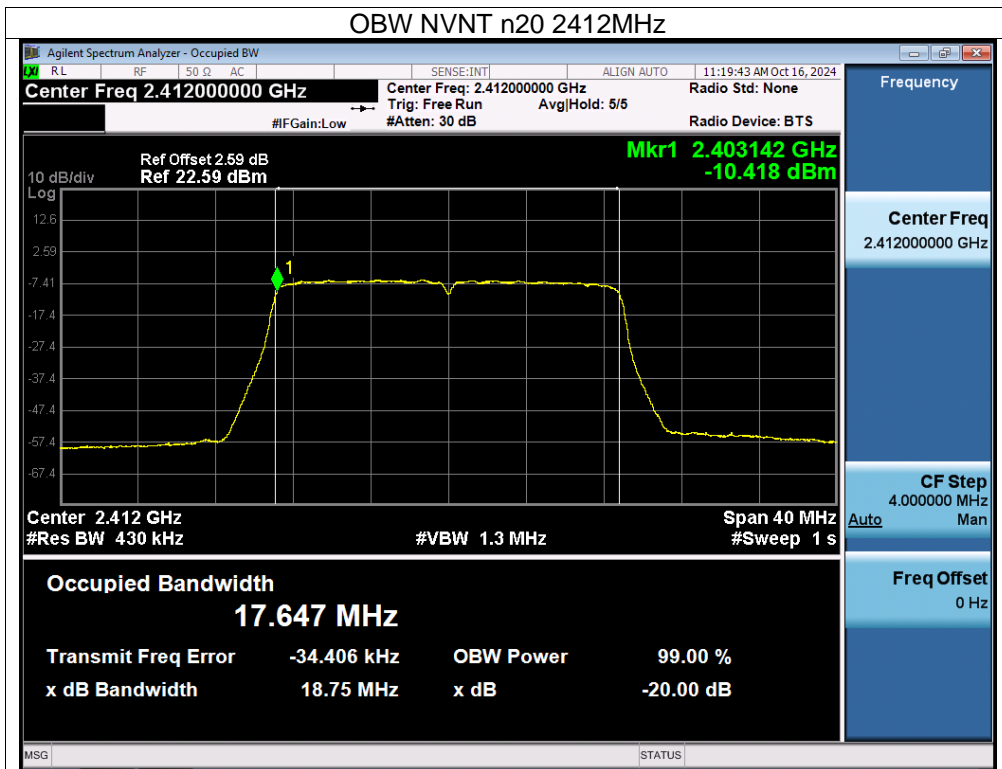 OBW NVNT n20 2412MHz
Agilent Spectrum Analyzer - Occupied BW
LXI RL RF 50 Ω AC SENSE:INT ALIGN AUTO 11:19:43 AM Oct 16, 2024
Center Freq 2.412000000 GHz
Center Freq: 2.412000000 GHz
Radio Std: None
Trig: Free Run Avg|Hold: 5/5
#IFGain:Low #Atten: 30 dB Radio Device: BTS
Frequency
Ref Offset 2.59 dB
10 dB/div Ref 22.59 dBm
Mkr1 2.403142 GHz
-10.418 dBm
Log
12.6
2.59
-7.41
-17.4
-27.4
-37.4
-47.4
-57.4
-67.4
1
Center 2.412 GHz Span 40 MHz
#Res BW 430 kHz #VBW 1.3 MHz #Sweep 1 s
Center Freq
2.412000000 GHz
CF Step
4.000000 MHz
Auto Man
Freq Offset
0 Hz
Occupied Bandwidth
17.647 MHz
Transmit Freq Error -34.406 kHz OBW Power 99.00 %
x dB Bandwidth 18.75 MHz x dB -20.00 dB
MSG STATUS